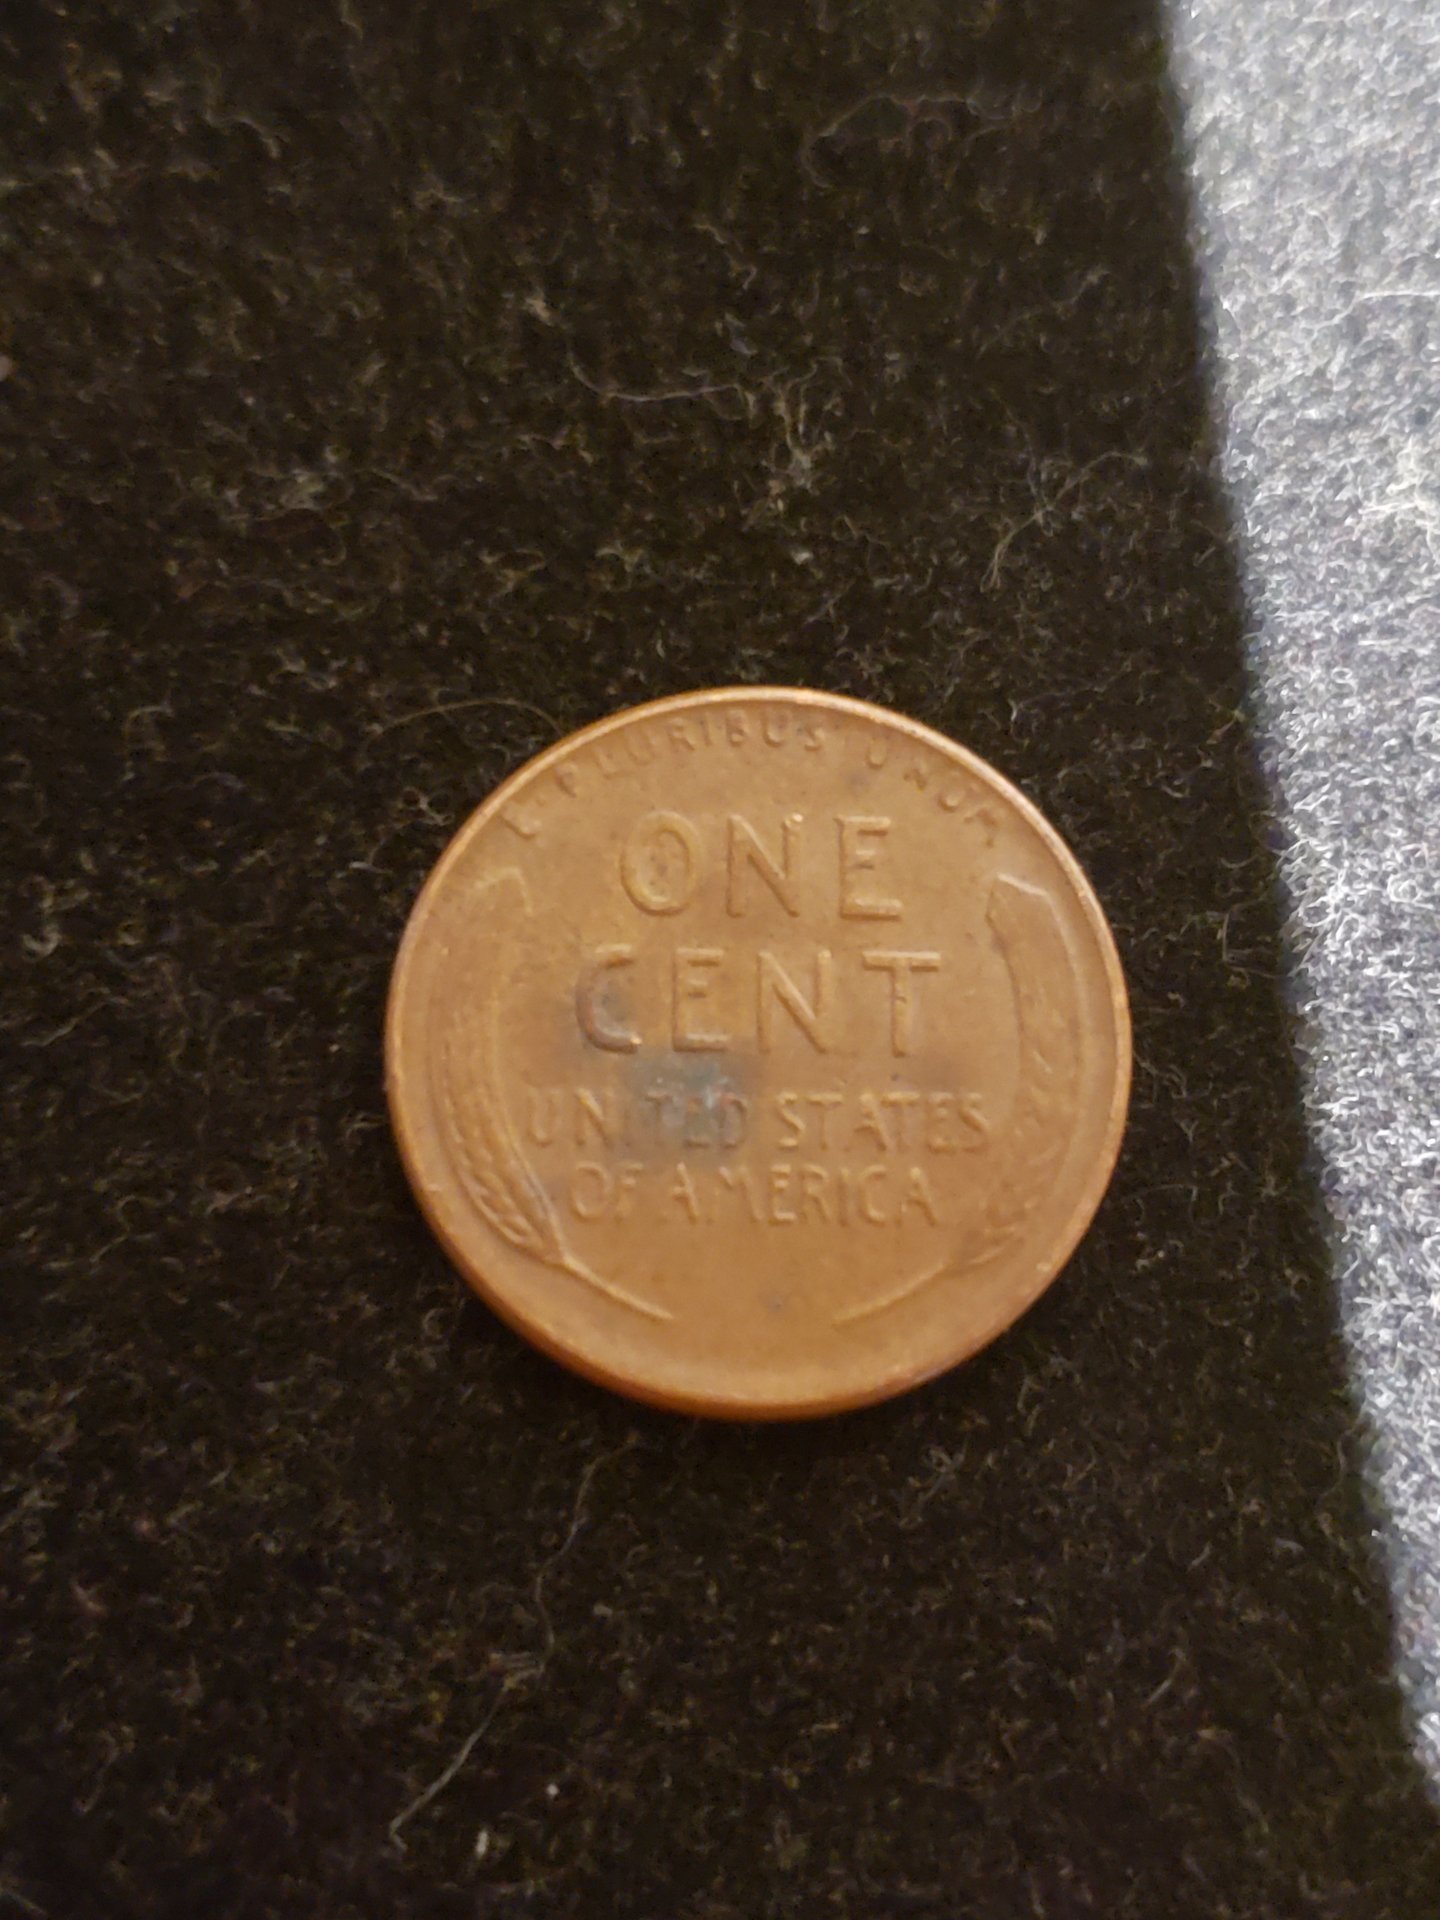 E · PLURIBUS · UNUM
ONE
CENT
UNITED STATES
OF AMERICA